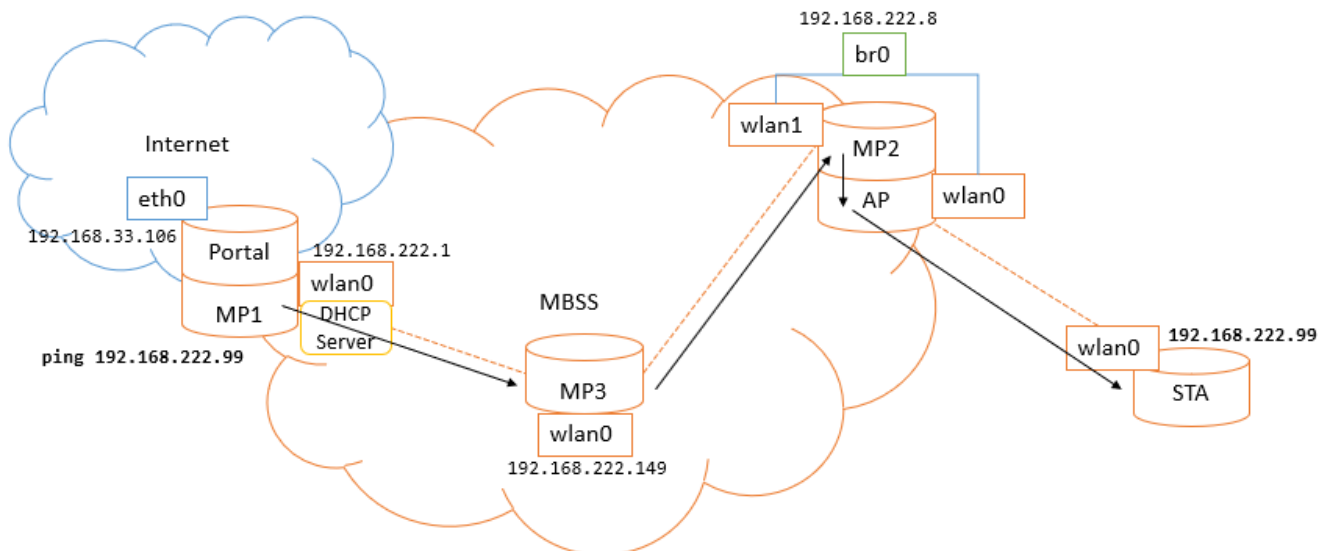 192.168.222.8
br0
wlan1
MP2
Internet
AP
wlan0
eth0
192.168.33.106
Portal
192.168.222.1
wlan0
MP1
DHCP
Server
MBSS
ping 192.168.222.99
MP3
wlan0
192.168.222.149
wlan0
192.168.222.99
STA